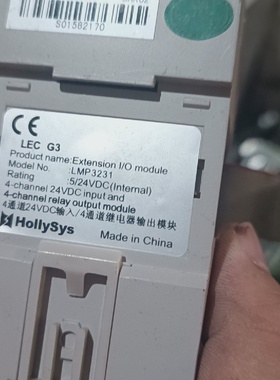 S01582170
CE
LEC G3
Product name:Extension I/O module
Model No. :LMP3231
Rating :5/24VDC(Internal)
4-channel 24VDC input and
4-channel relay output module
4通道24VDC输入/4通道继电器输出模块
HollySys
Made in China